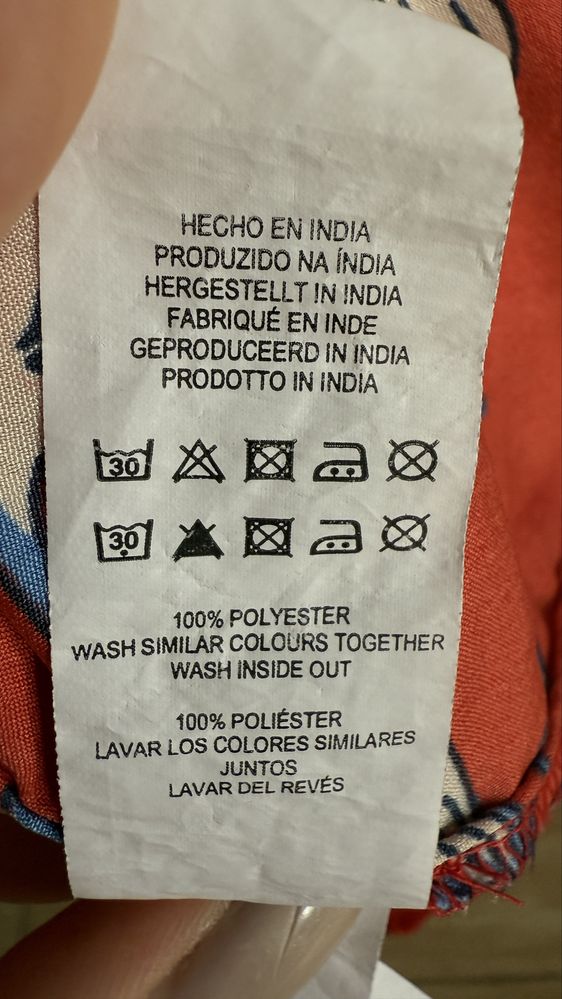 HECHO EN INDIA
PRODUZIDO NA ÍNDIA
HERGESTELLT IN INDIA
FABRIQUÉ EN INDE
GEPRODUCEERD IN INDIA
PRODOTTO IN INDIA
30
30
100% POLYESTER
WASH SIMILAR COLOURS TOGETHER
WASH INSIDE OUT
100% POLIÉSTER
LAVAR LOS COLORES SIMILARES
JUNTOS
LAVAR DEL REVÉS